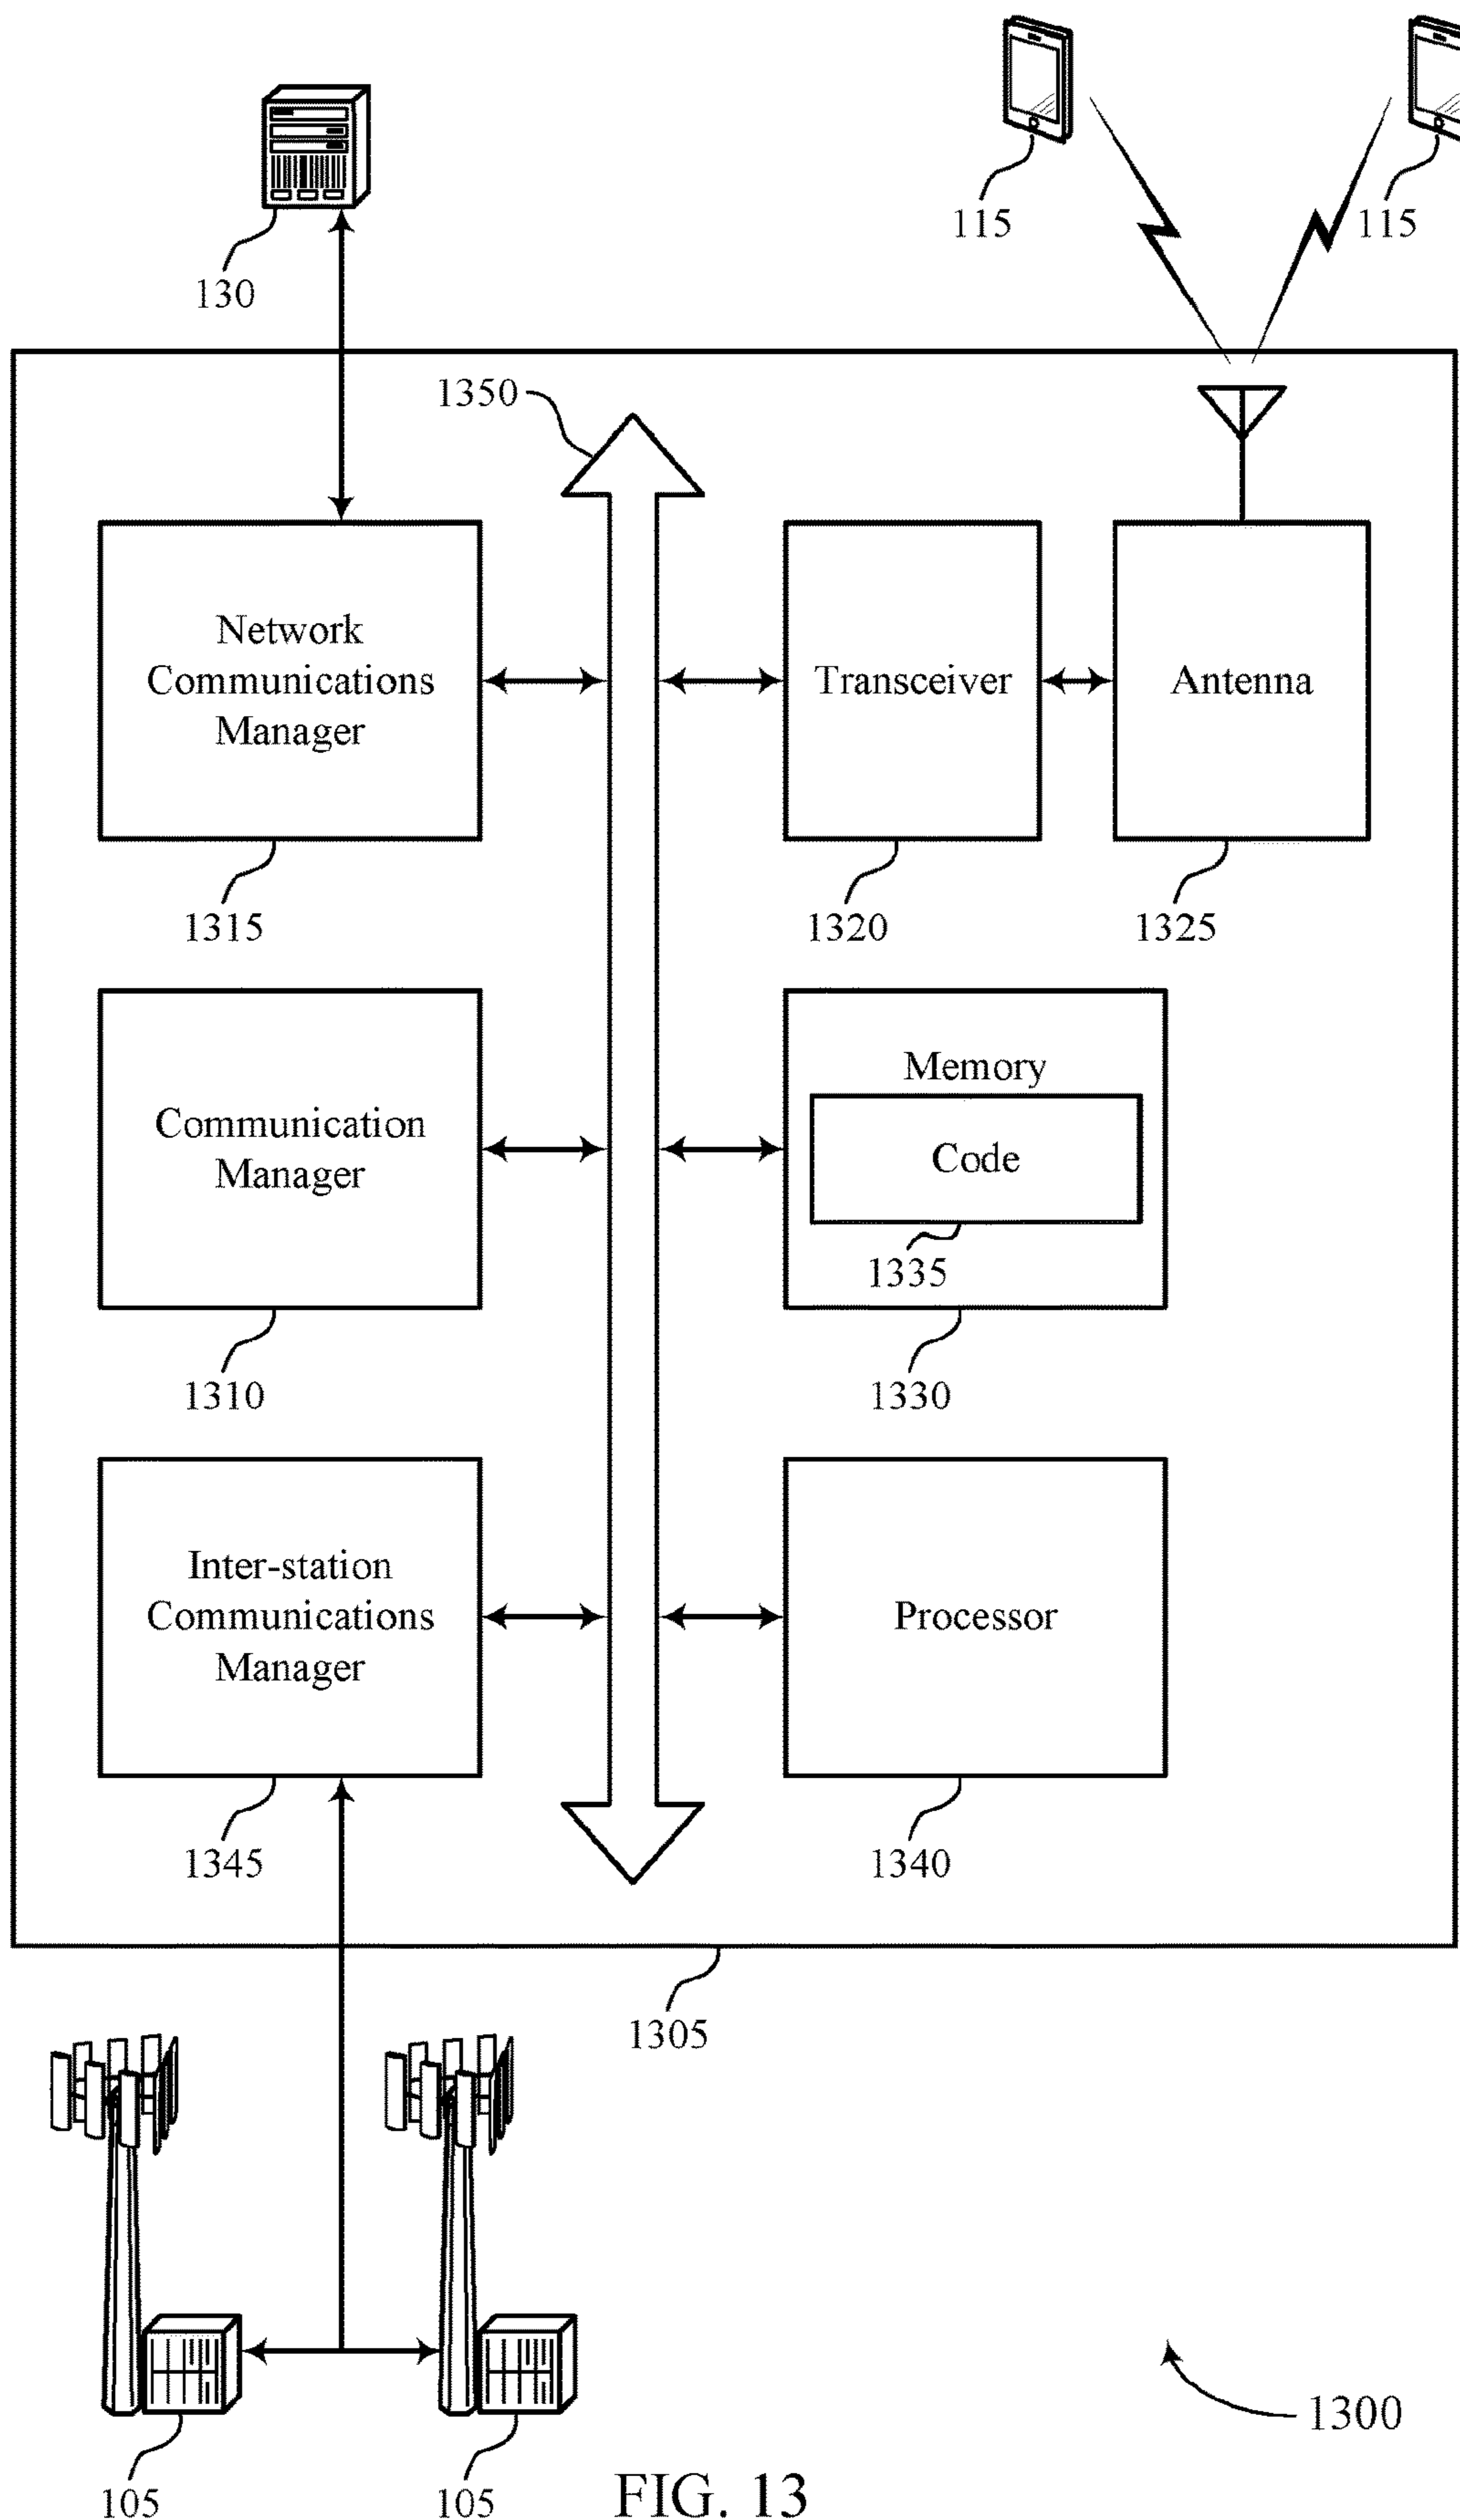 130
115
115
1350
Network
Communications
Manager
Transceiver
Antenna
1315
1320
1325
Communication
Manager
Memory
Code
1335
1310
1330
Inter-station
Communications
Manager
Processor
1345
1340
1305
1300
105
105
FIG. 13